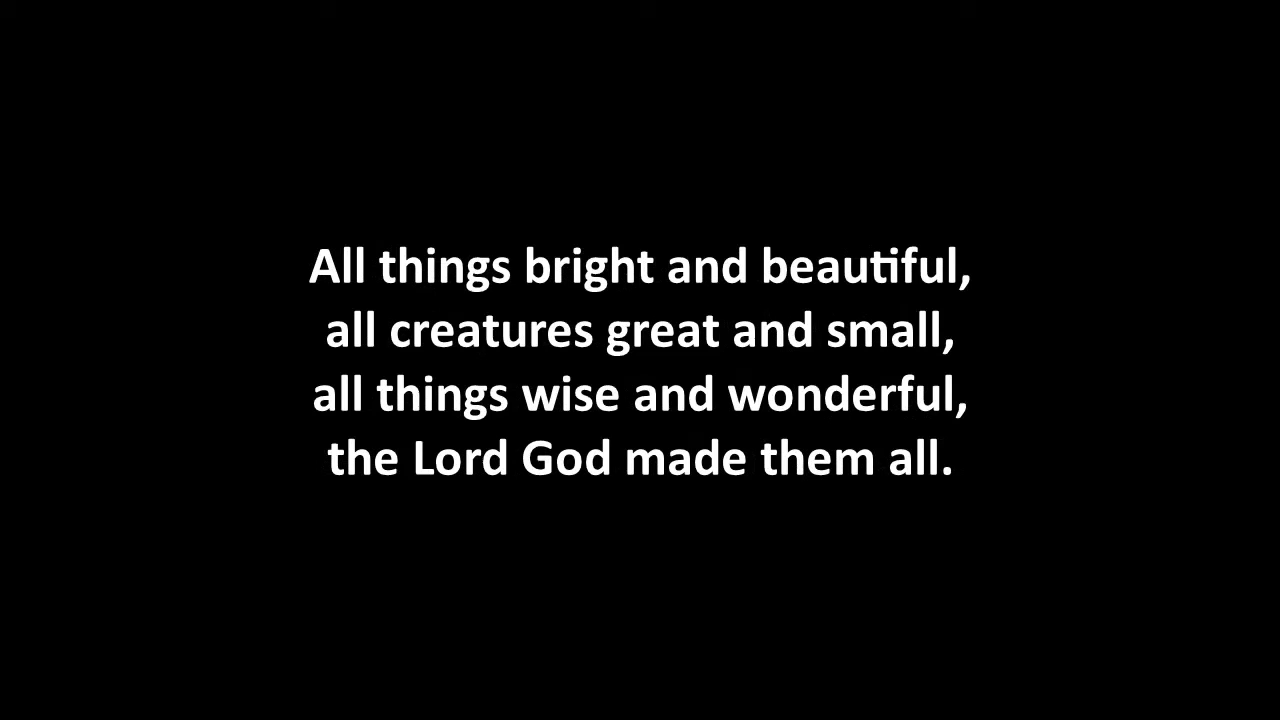 All things bright and beautiful,
all creatures great and small,
all things wise and wonderful,
the Lord God made them all.